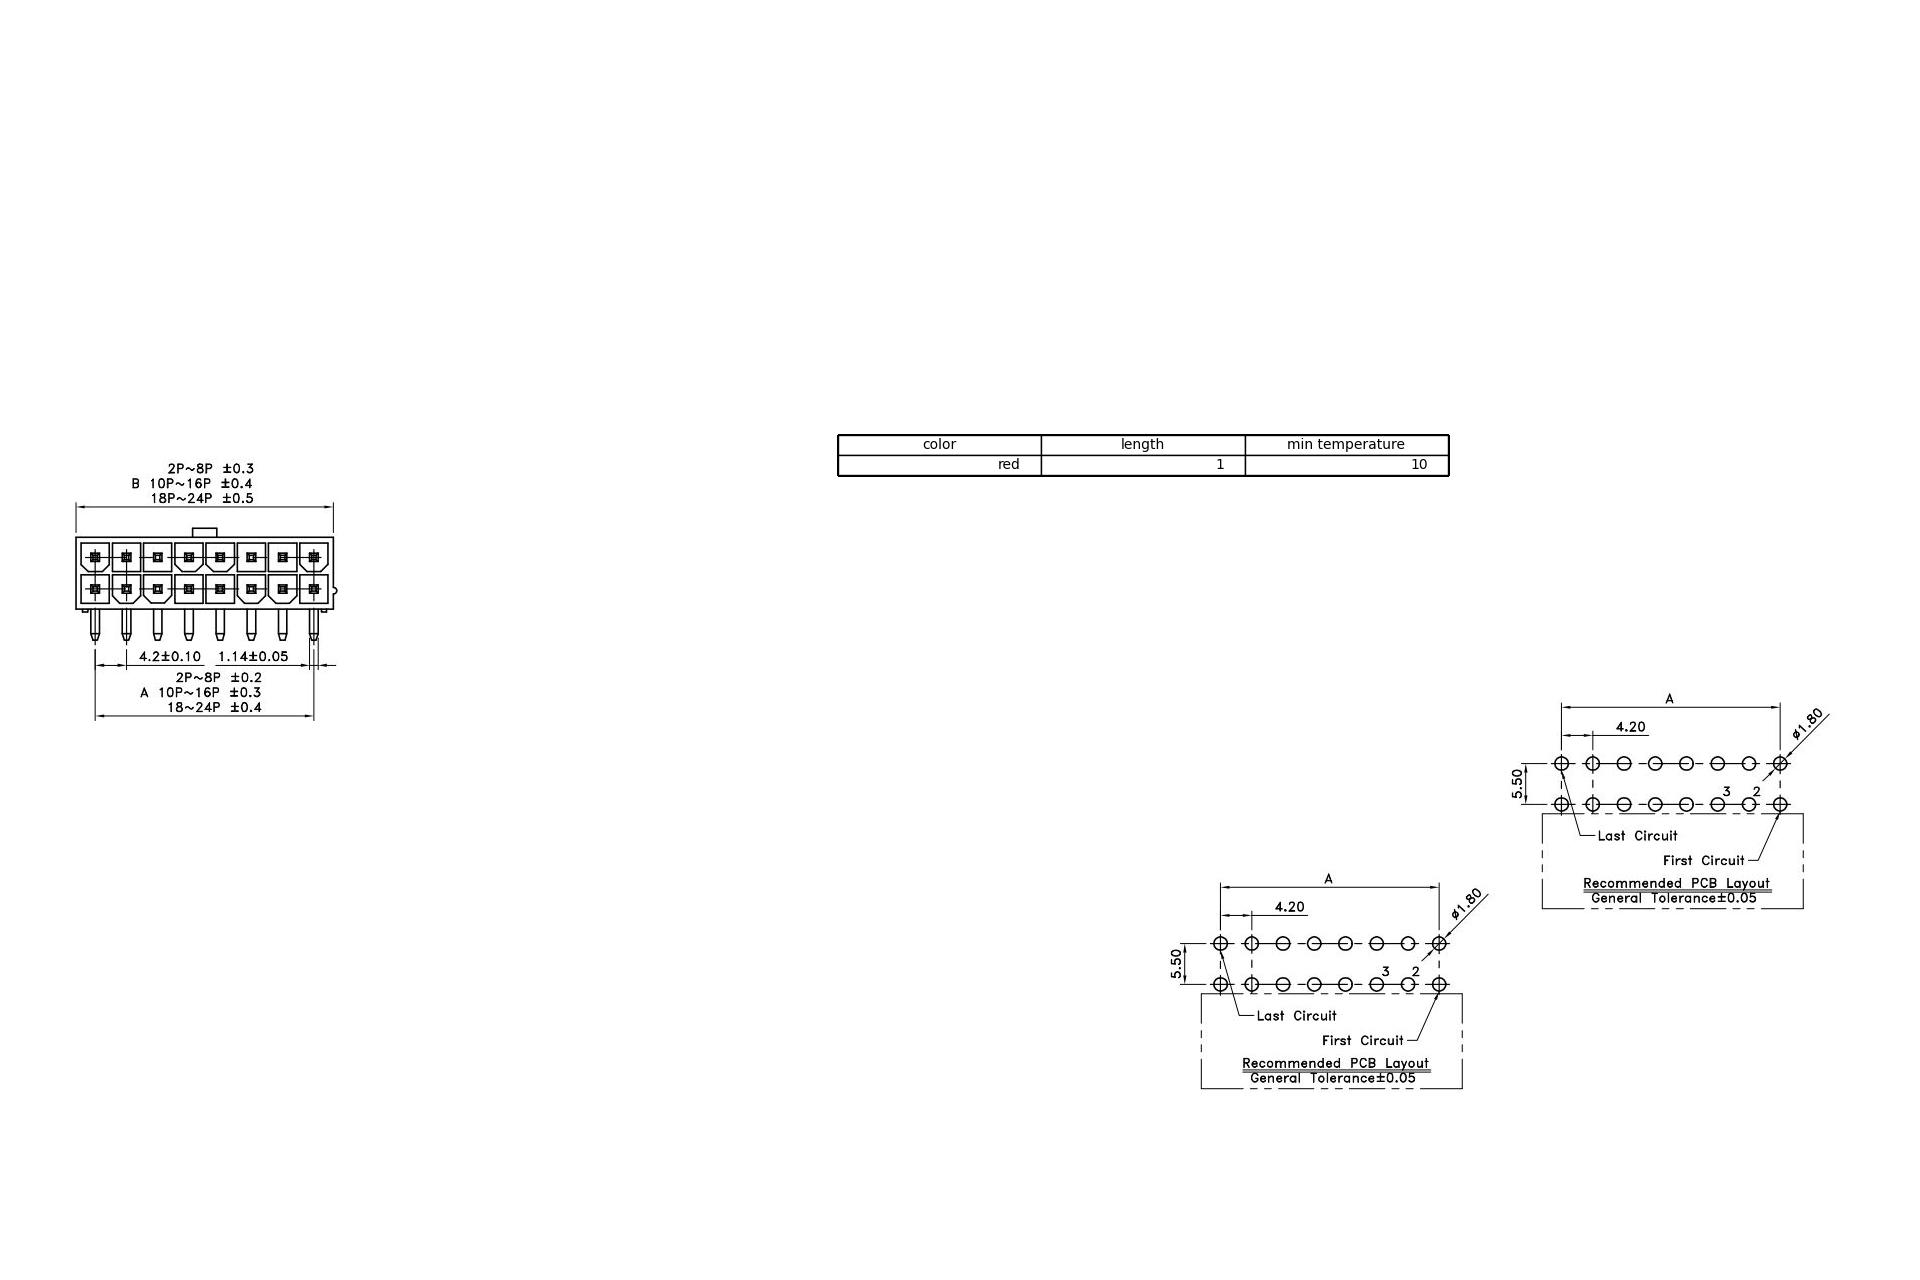 color length min temperature
red 1 10
2P~8P ±0.3
B 10P~16P ±0.4
18P~24P ±0.5
4.2±0.10 1.14±0.05
2P~8P ±0.2
A 10P~16P ±0.3
18~24P ±0.4
A
4.20
ø1.80
5.50
3 2
Last Circuit
First Circuit
Recommended PCB Layout
General Tolerance±0.05
A
4.20
ø1.80
5.50
3 2
Last Circuit
First Circuit
Recommended PCB Layout
General Tolerance±0.05